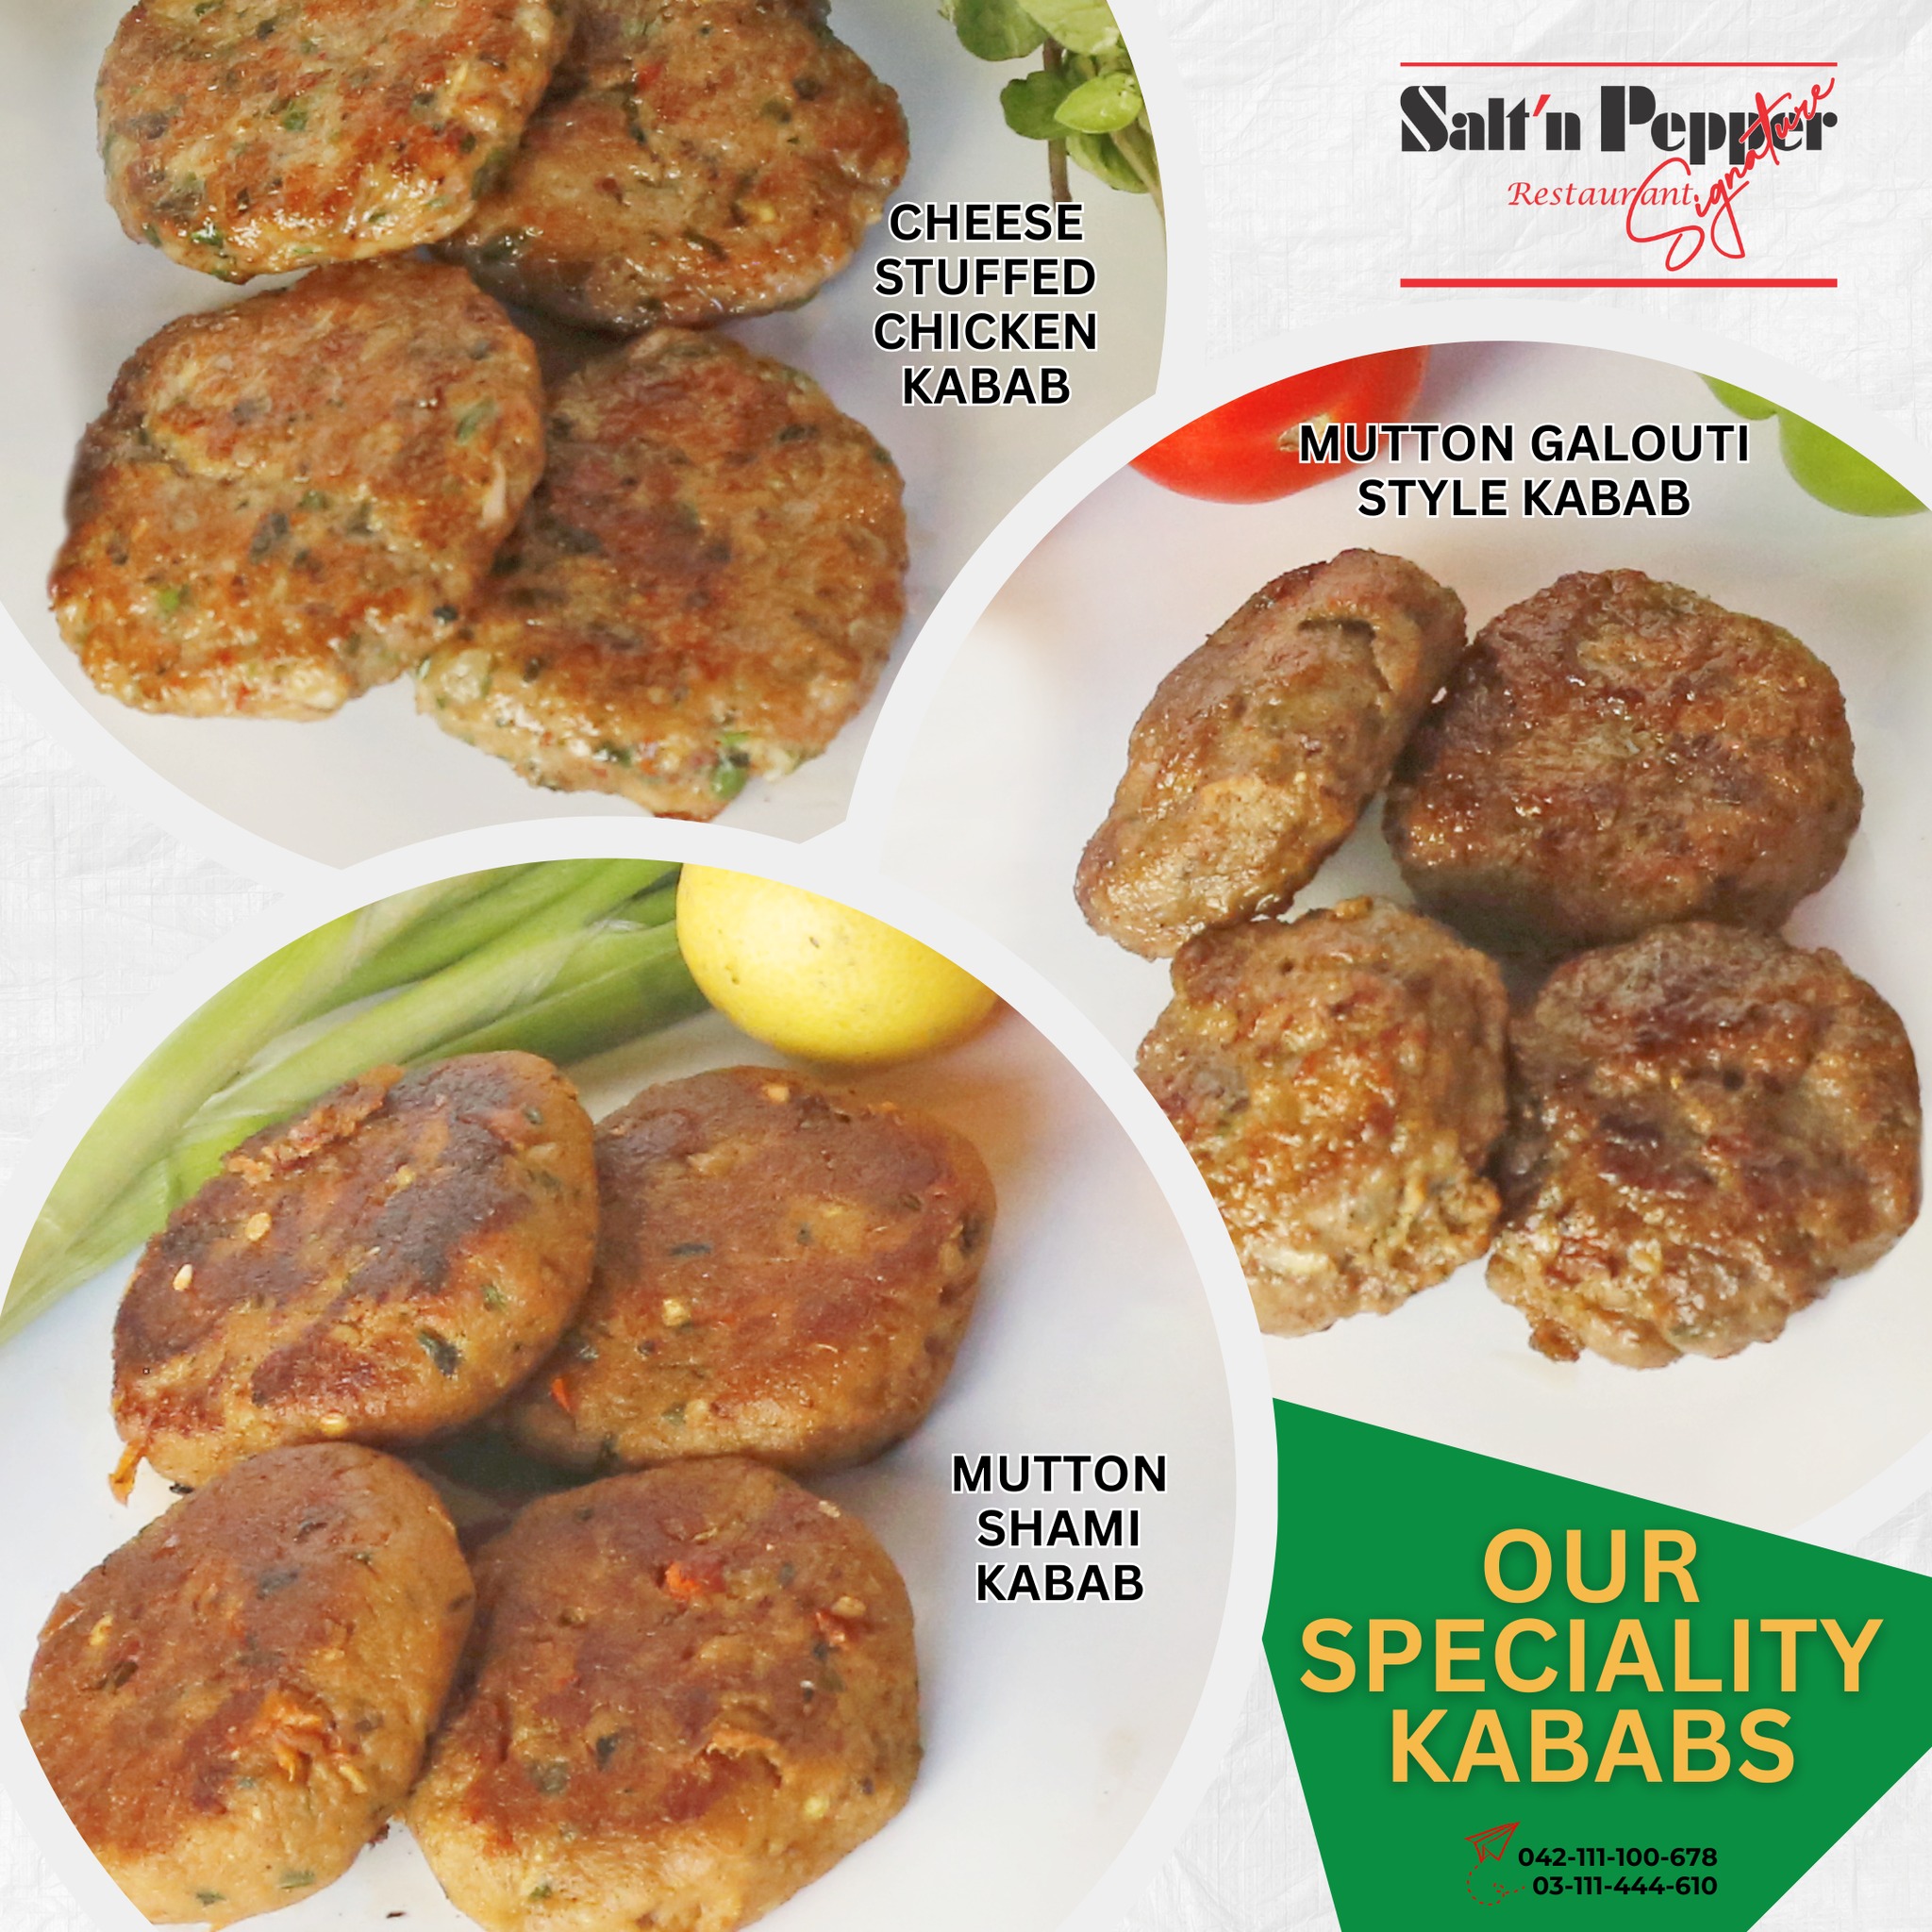 Salt'n Pepper
Restaurant
Signature
CHEESE
STUFFED
CHICKEN
KABAB
MUTTON GALOUTI
STYLE KABAB
MUTTON
SHAMI
KABAB
OUR
SPECIALITY
KABABS
042-111-100-678
03-111-444-610